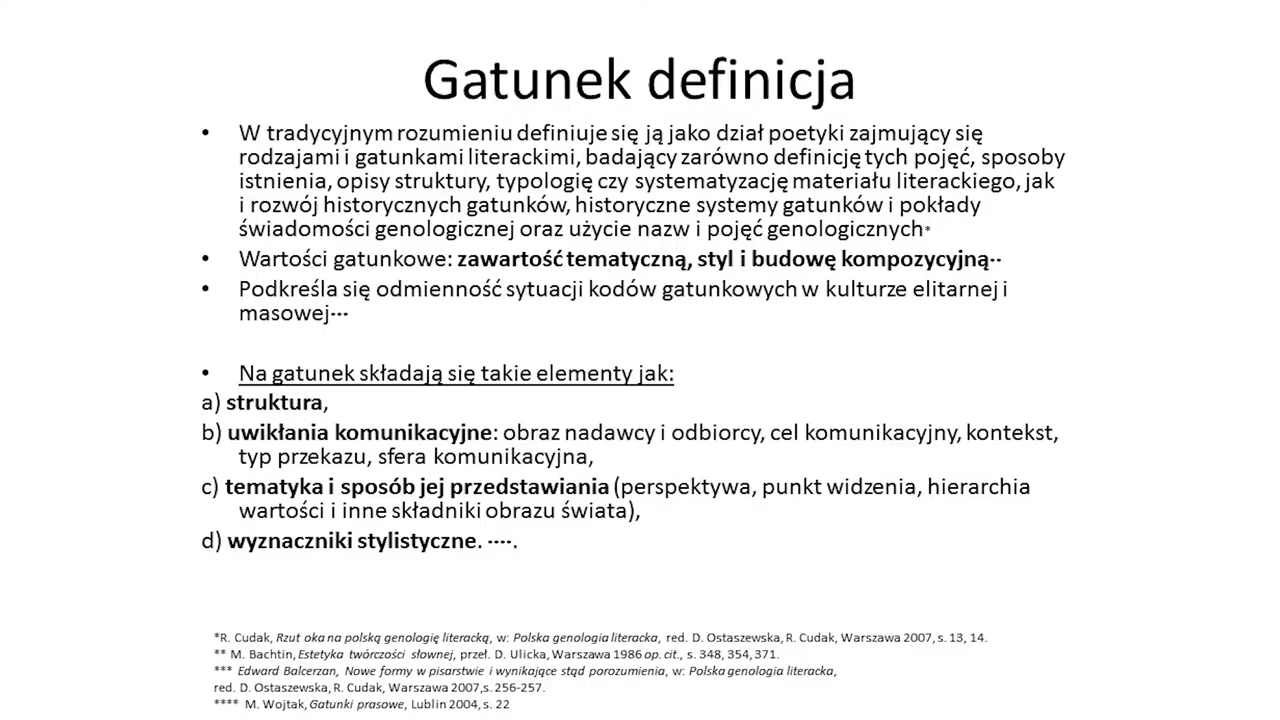 Gatunek definicja
• W tradycyjnym rozumieniu definiuje się ją jako dział poetyki zajmujący się
rodzajami i gatunkami literackimi, badający zarówno definicję tych pojęć, sposoby
istnienia, opisy struktury, typologię czy systematyzację materiału literackiego, jak
i rozwój historycznych gatunków, historyczne systemy gatunków i pokłady
świadomości genologicznej oraz użycie nazw i pojęć genologicznych*
• Wartości gatunkowe: zawartość tematyczną, styl i budowę kompozycyjną**
• Podkreśla się odmienność sytuacji kodów gatunkowych w kulturze elitarnej i
masowej***
• Na gatunek składają się takie elementy jak:
a) struktura,
b) uwikłania komunikacyjne: obraz nadawcy i odbiorcy, cel komunikacyjny, kontekst,
typ przekazu, sfera komunikacyjna,
c) tematyka i sposób jej przedstawiania (perspektywa, punkt widzenia, hierarchia
wartości i inne składniki obrazu świata),
d) wyznaczniki stylistyczne. ****.
*R. Cudak, Rzut oka na polską genologię literacką, w: Polska genologia literacka, red. D. Ostaszewska, R. Cudak, Warszawa 2007, s. 13, 14.
** M. Bachtin, Estetyka twórczości słownej, przeł. D. Ulicka, Warszawa 1986 op. cit., s. 348, 354, 371.
*** Edward Balcerzan, Nowe formy w pisarstwie i wynikające stąd porozumienia, w: Polska genologia literacka,
red. D. Ostaszewska, R. Cudak, Warszawa 2007,s. 256-257.
**** M. Wojtak, Gatunki prasowe, Lublin 2004, s. 22